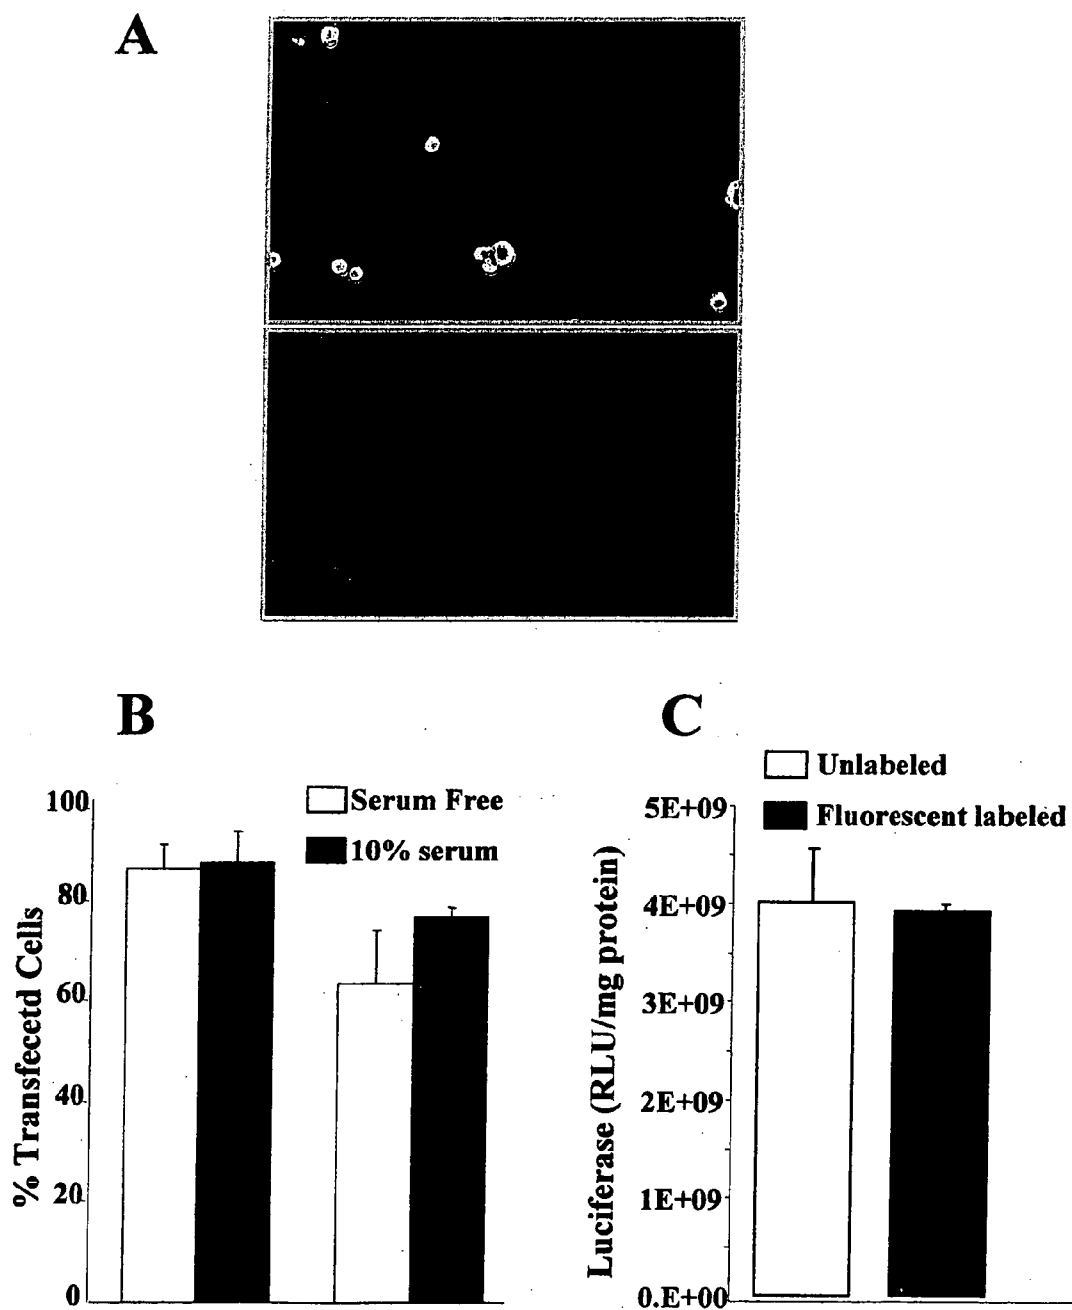 A
B
Serum Free
10% serum
100
80
60
40
20
0
% Transfecetd Cells
C
Unlabeled
Fluorescent labeled
5E+09
4E+09
3E+09
2E+09
1E+09
0.E+00
Luciferase (RLU/mg protein)